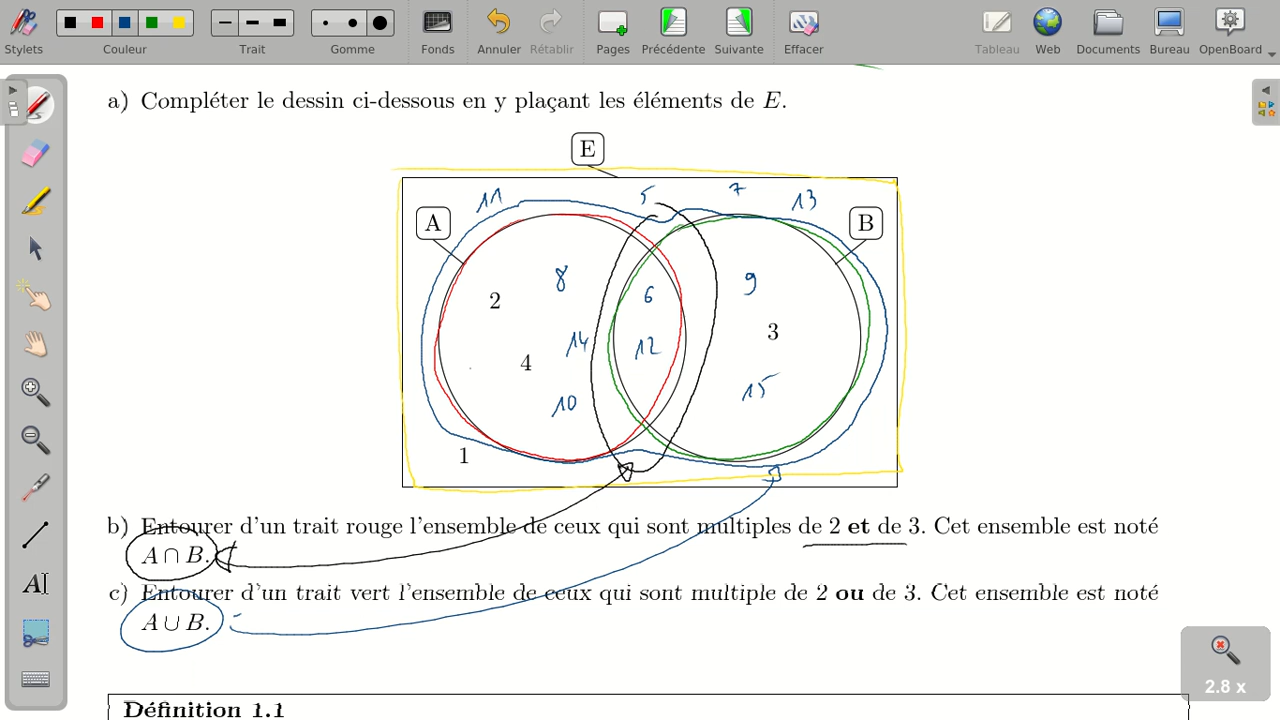 Stylets Couleur Trait Gomme Fonds Annuler Rétablir Pages Précédente Suivante Effacer Tableau Web Documents Bureau OpenBoard
a) Compléter le dessin ci-dessous en y plaçant les éléments de E.
E
11 5 7 13
A B
8 6 9
2
3
14 12
4
10 15
1
b) Entourer d'un trait rouge l'ensemble de ceux qui sont multiples de 2 et de 3. Cet ensemble est noté
A ∩ B.
c) Entourer d'un trait vert l'ensemble de ceux qui sont multiple de 2 ou de 3. Cet ensemble est noté
A ∪ B.
2.8 x
Définition 1.1